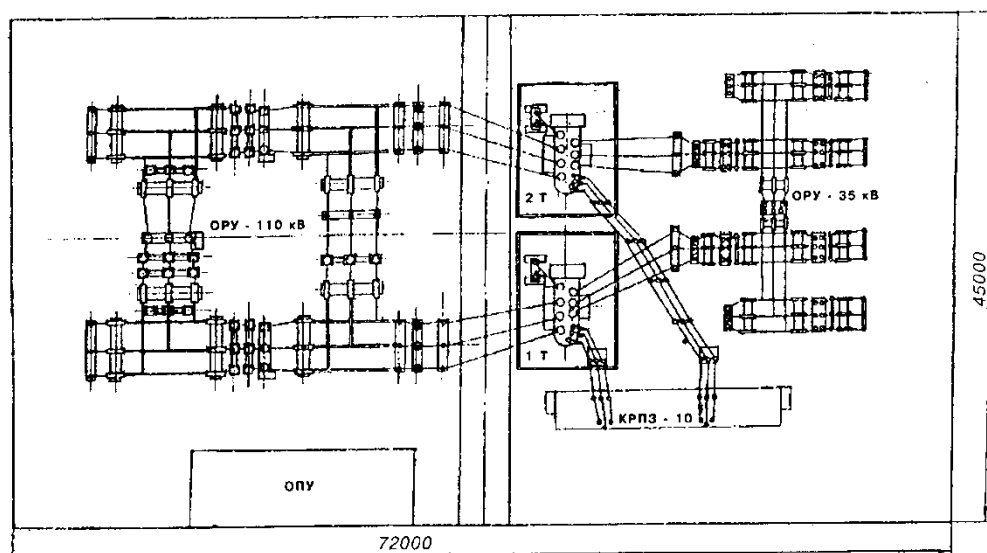 2 Т
ОРУ - 35 кВ
ОРУ - 110 кВ
45000
1 Т
КРПЗ - 10
ОПУ
72000